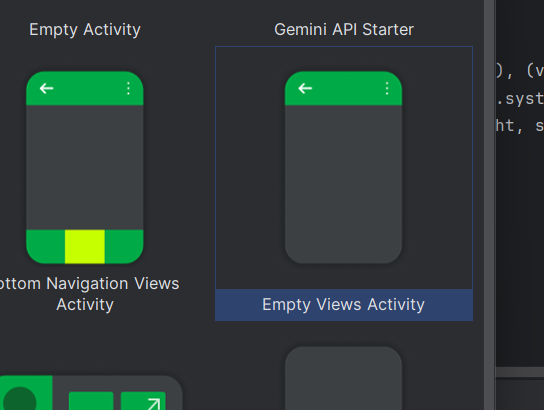 Empty Activity
Gemini API Starter
), (v
.syst
ht, s
ottom Navigation Views
Activity
Empty Views Activity